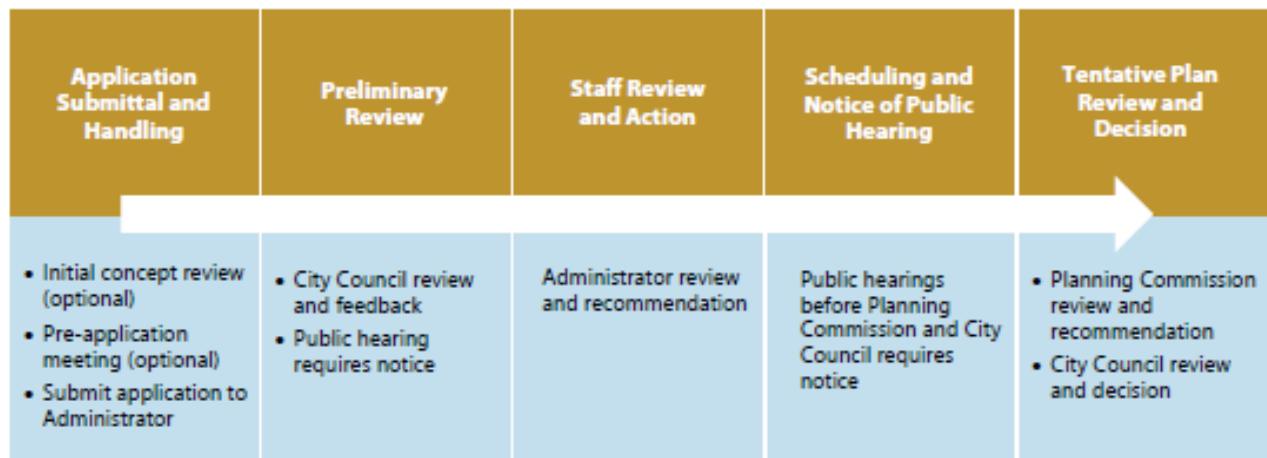 Application
Submittal and
Handling
Preliminary
Review
Staff Review
and Action
Scheduling and
Notice of Public
Hearing
Tentative Plan
Review and
Decision
• Initial concept review
(optional)
• Pre-application
meeting (optional)
• Submit application to
Administrator
• City Council review
and feedback
• Public hearing
requires notice
Administrator review
and recommendation
Public hearings
before Planning
Commission and City
Council requires
notice
• Planning Commission
review and
recommendation
• City Council review
and decision